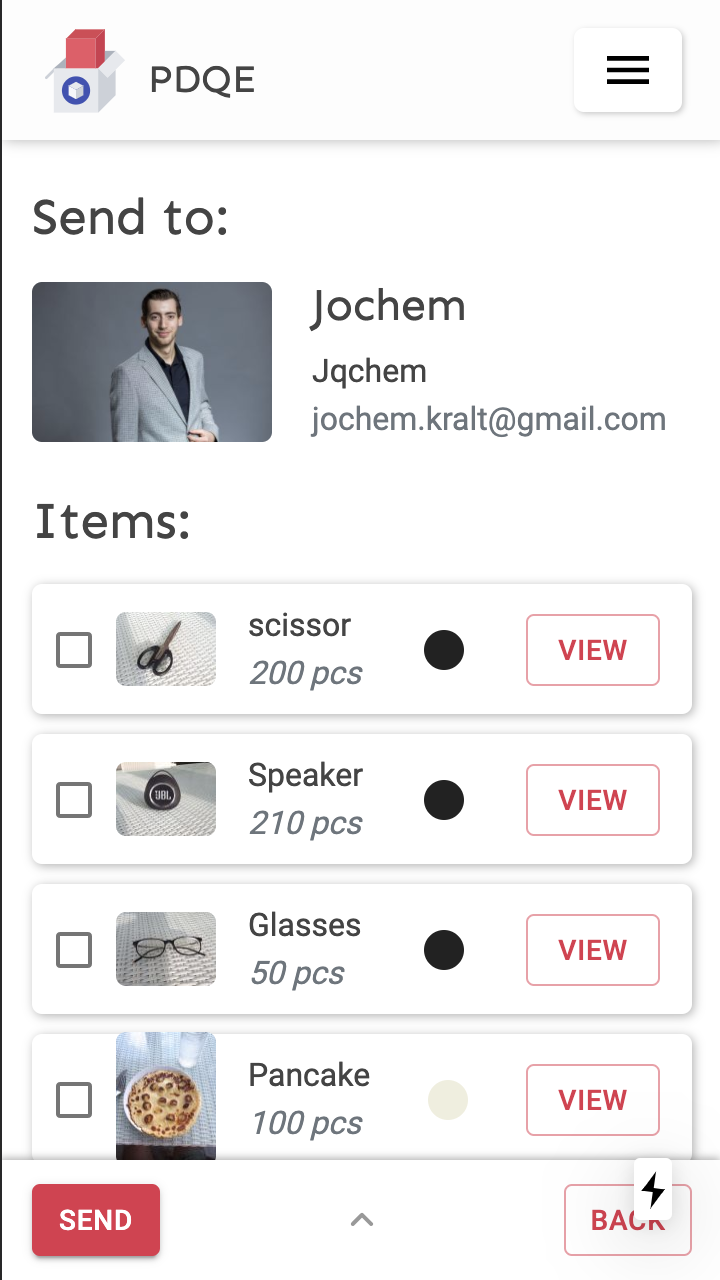 PDQE
Send to:
Jochem
Jqchem
jochem.kralt@gmail.com
Items:
scissor
200 pcs
VIEW
JBL
Speaker
210 pcs
VIEW
Glasses
50 pcs
VIEW
Pancake
100 pcs
VIEW
SEND
BACK